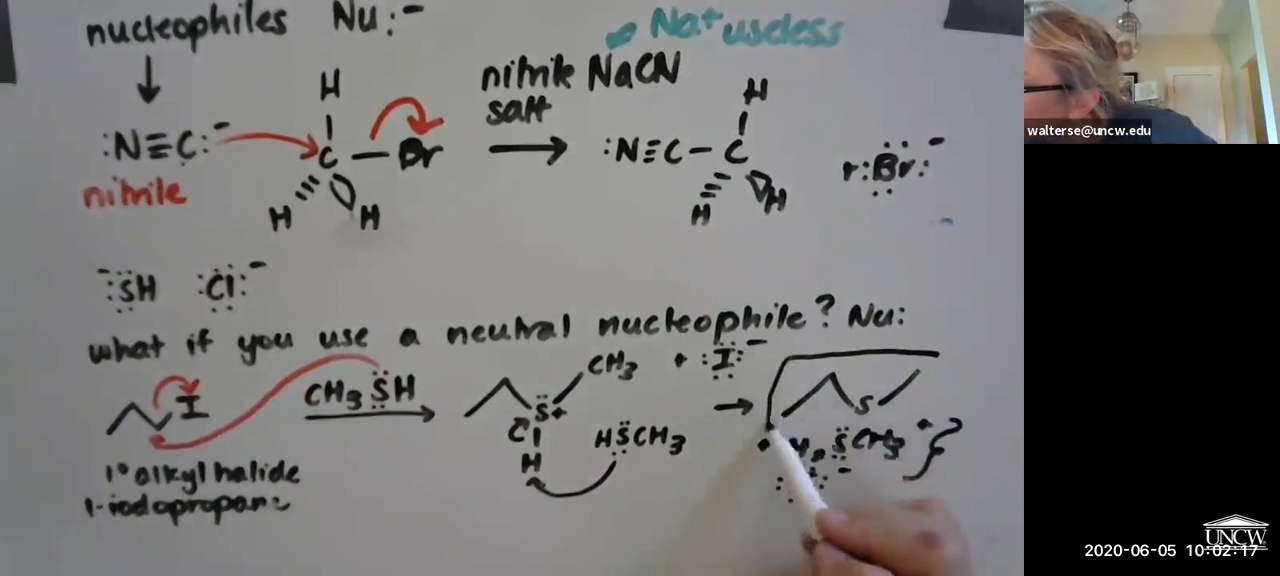 nucleophiles Nu:⁻
Na⁺ useless
nitrile NaCN
salt
:N≡C:⁻
H
C — Br
H H
nitrile
:N≡C–C
H
H H
:Br:⁻
⁻:SH :Cl:⁻
what if you use a neutral nucleophile? Nu:
I
CH₃SH
S⁺
CH₃
H
+ :I:⁻
HSCH₃
S
SCH₃ +
1° alkyl halide
1-iodopropane
walterse@uncw.edu
UNCW
2020-06-05 10:02:17